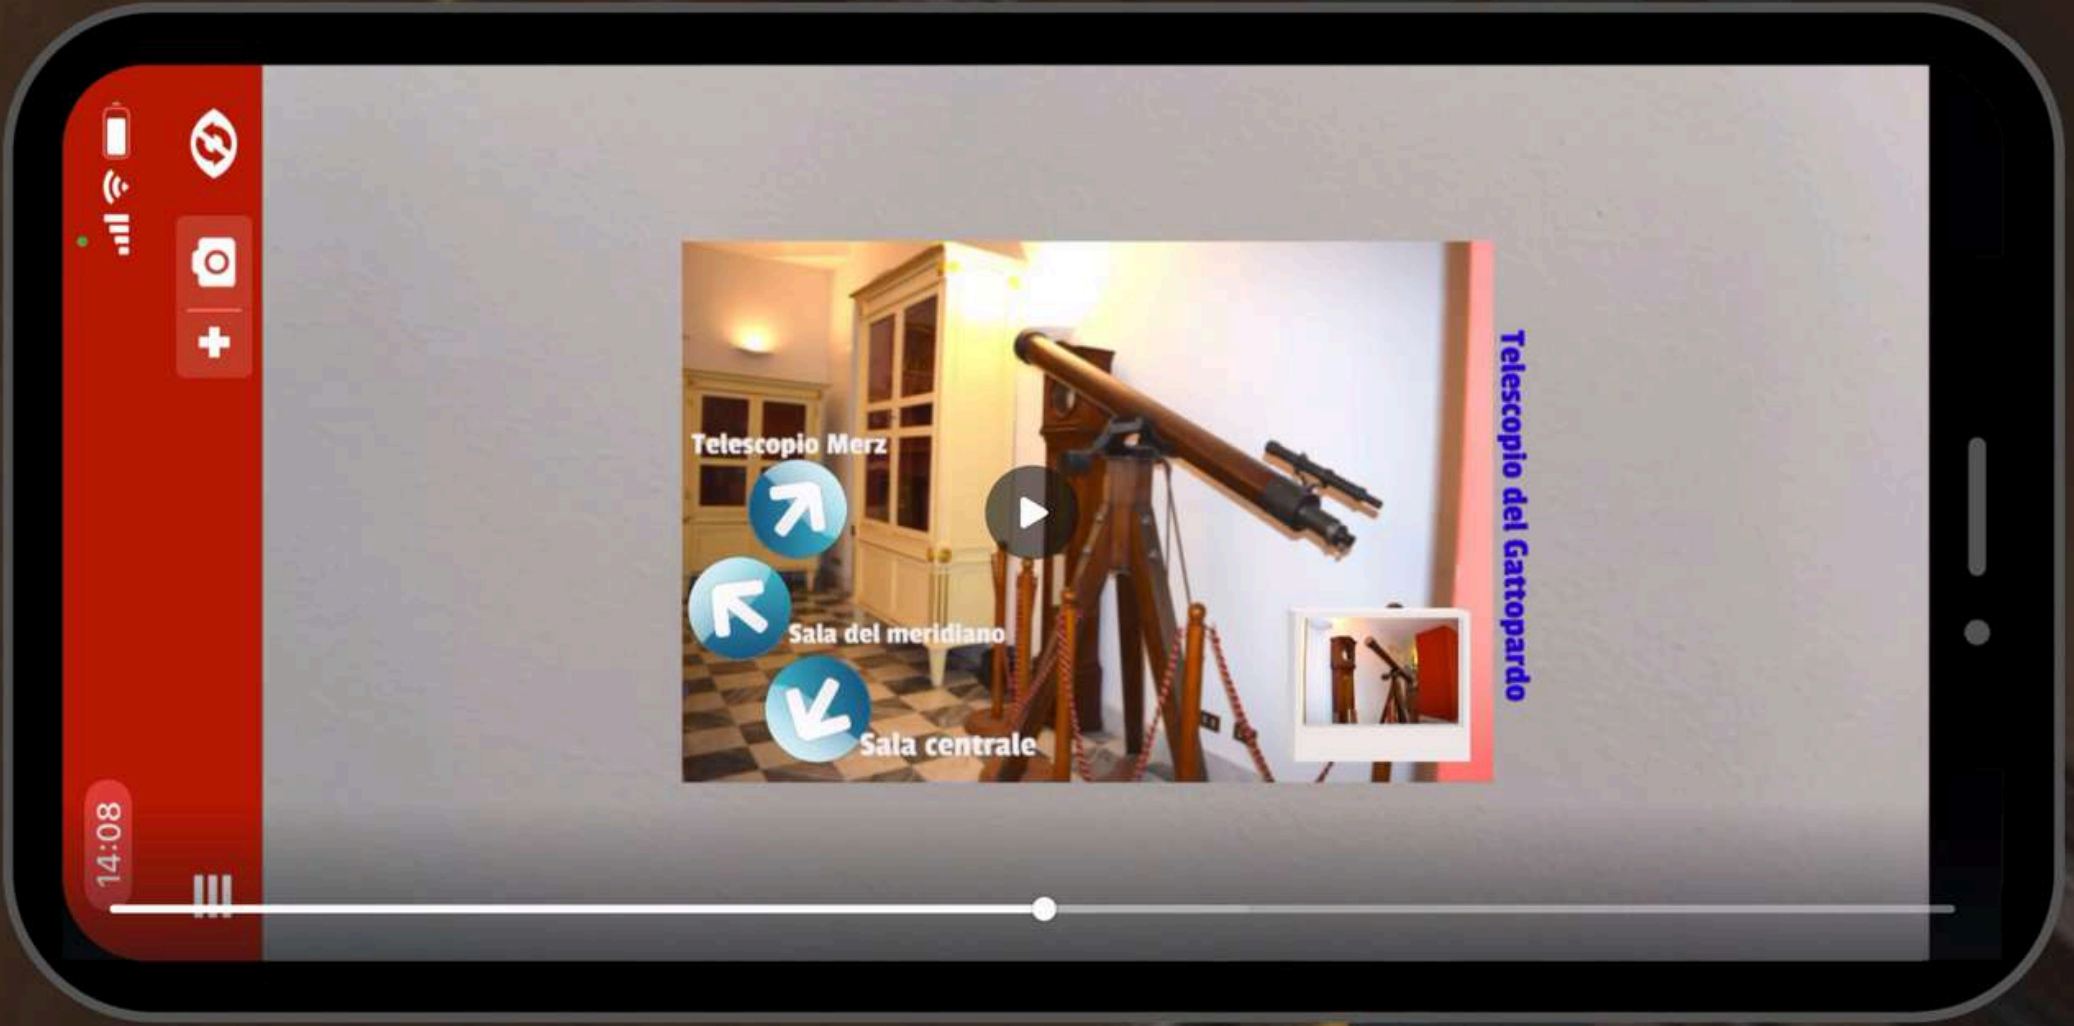 14:08
Telescopio Merz
Sala del meridiano
Sala centrale
Telescopio del Gattopardo